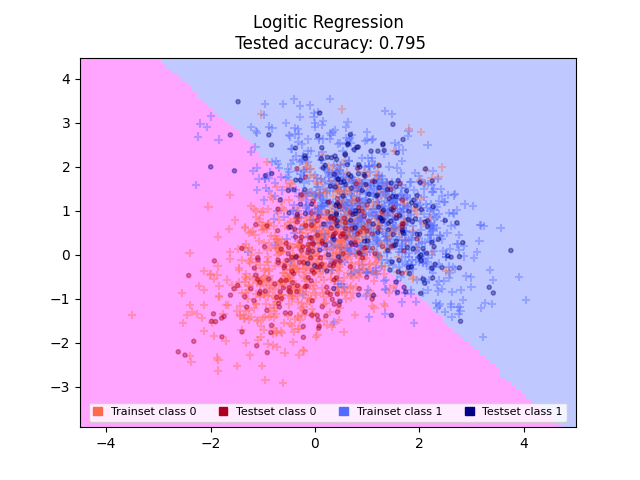 Logitic Regression
Tested accuracy: 0.795
4
3
2
1
0
−1
−2
−3
Trainset class 0 Testset class 0 Trainset class 1 Testset class 1
−4 −2 0 2 4